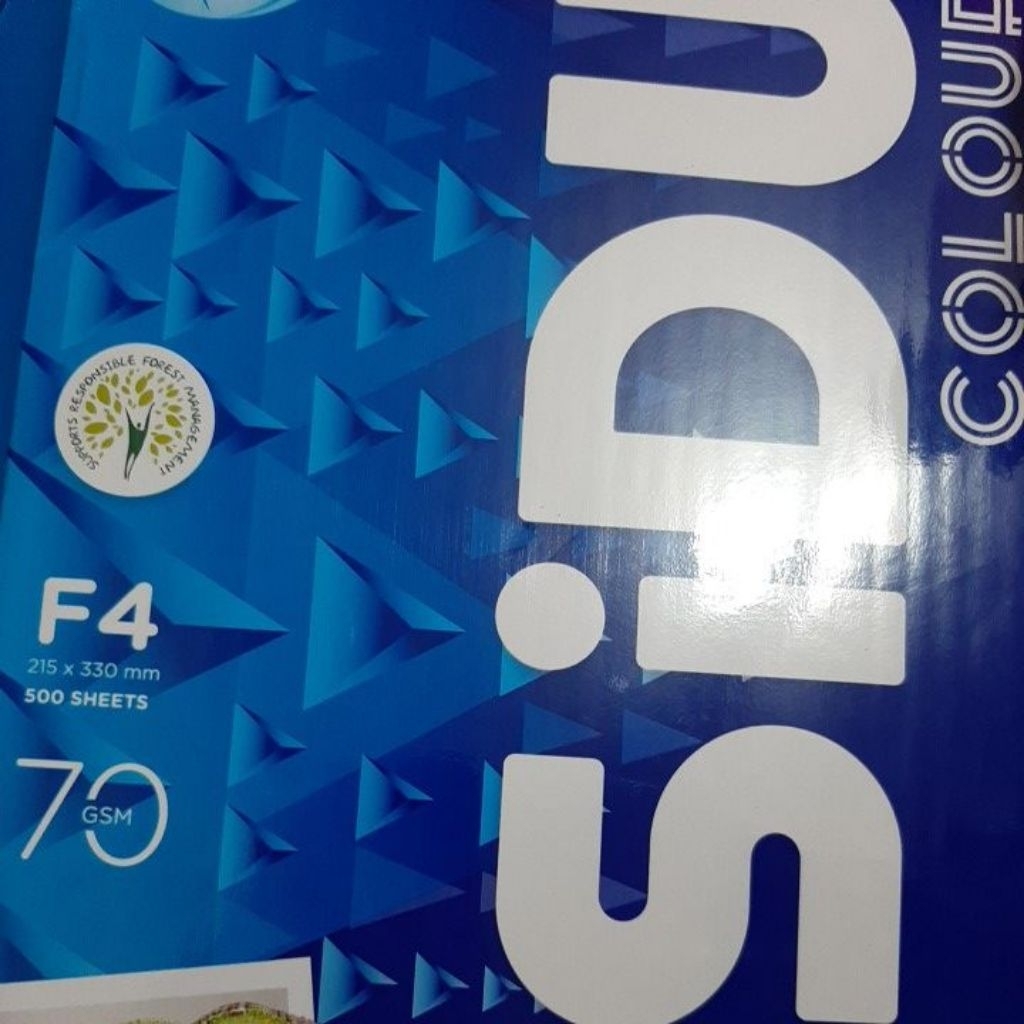 SUPPORTS RESPONSIBLE FOREST MANAGEMENT
F4
215 x 330 mm
500 SHEETS
70
GSM
SiDU
COLOUR